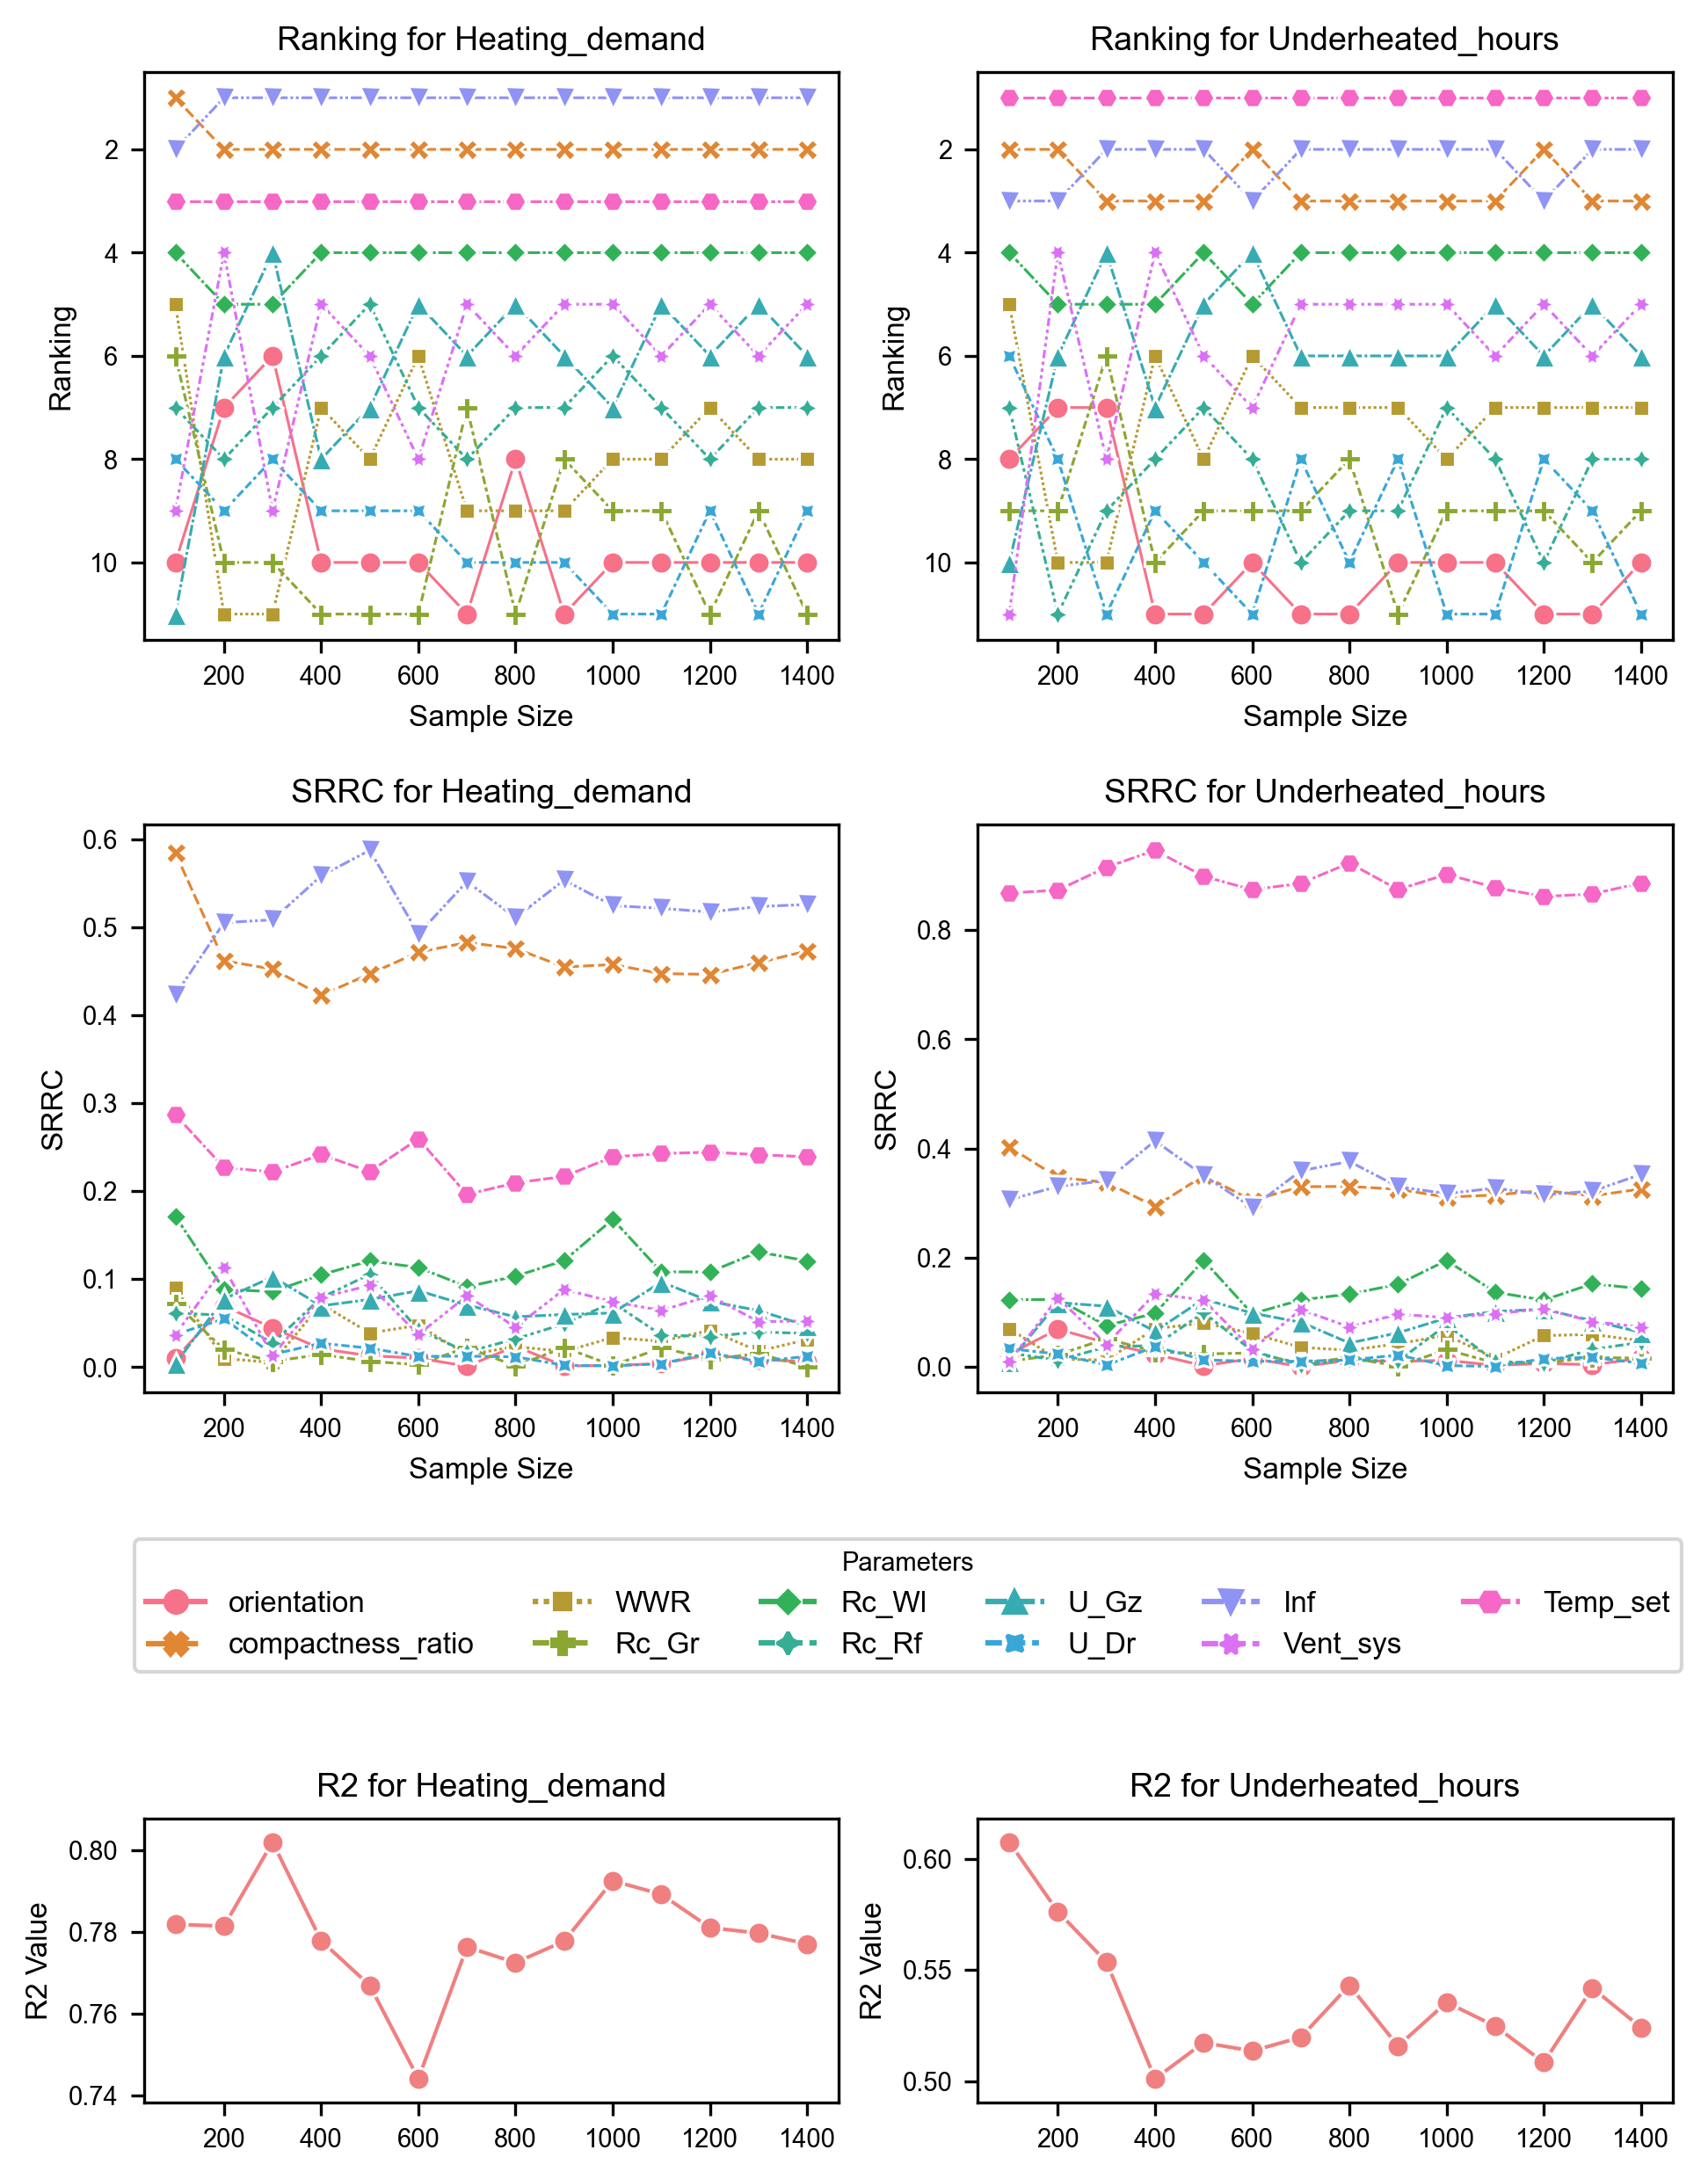 Ranking for Heating_demand
Ranking for Underheated_hours
2
4
6
8
10
Ranking
200 400 600 800 1000 1200 1400
Sample Size
2
4
6
8
10
Ranking
200 400 600 800 1000 1200 1400
Sample Size
SRRC for Heating_demand
SRRC for Underheated_hours
0.6
0.5
0.4
0.3
0.2
0.1
0.0
SRRC
200 400 600 800 1000 1200 1400
Sample Size
0.8
0.6
0.4
0.2
0.0
SRRC
200 400 600 800 1000 1200 1400
Sample Size
Parameters
orientation WWR Rc_Wl U_Gz Inf Temp_set
compactness_ratio Rc_Gr Rc_Rf U_Dr Vent_sys
R2 for Heating_demand
R2 for Underheated_hours
0.80
0.78
0.76
0.74
R2 Value
200 400 600 800 1000 1200 1400
0.60
0.55
0.50
R2 Value
200 400 600 800 1000 1200 1400